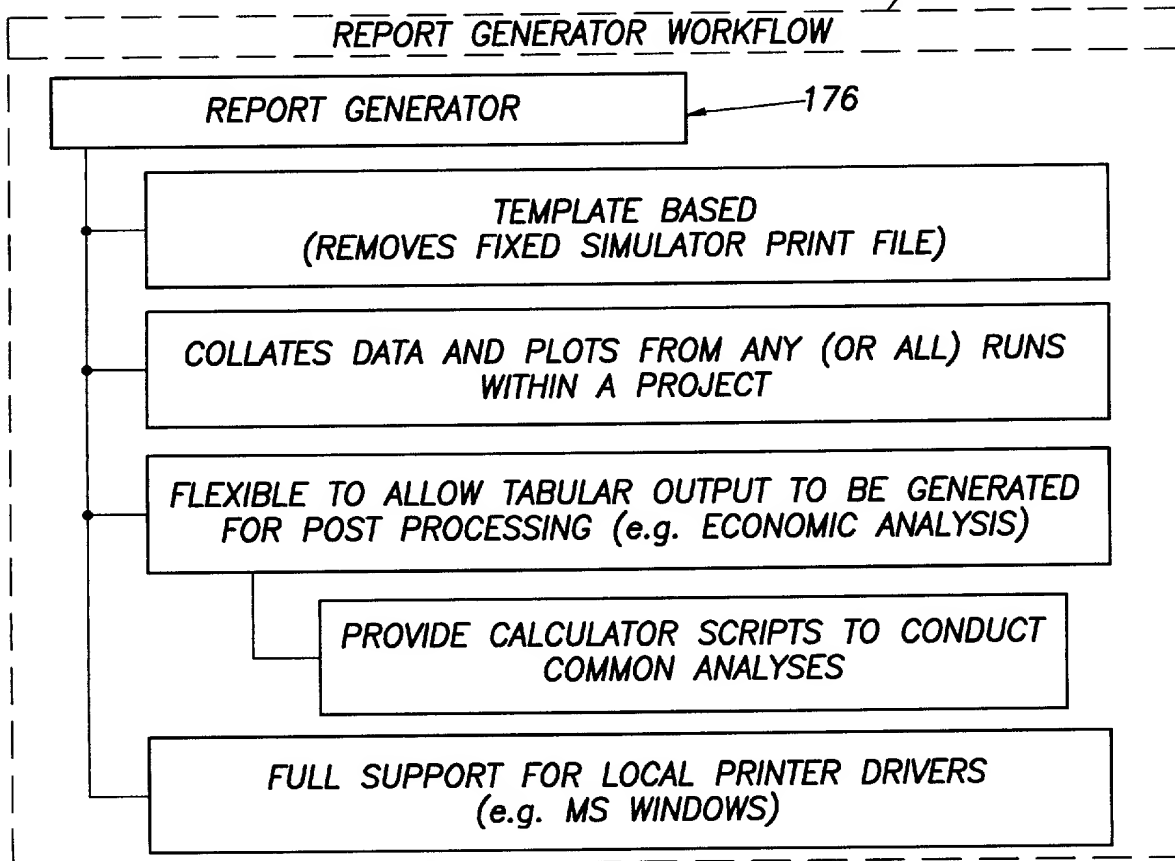 REPORT GENERATOR WORKFLOW
REPORT GENERATOR
176
TEMPLATE BASED
(REMOVES FIXED SIMULATOR PRINT FILE)
COLLATES DATA AND PLOTS FROM ANY (OR ALL) RUNS
WITHIN A PROJECT
FLEXIBLE TO ALLOW TABULAR OUTPUT TO BE GENERATED
FOR POST PROCESSING (e.g. ECONOMIC ANALYSIS)
PROVIDE CALCULATOR SCRIPTS TO CONDUCT
COMMON ANALYSES
FULL SUPPORT FOR LOCAL PRINTER DRIVERS
(e.g. MS WINDOWS)